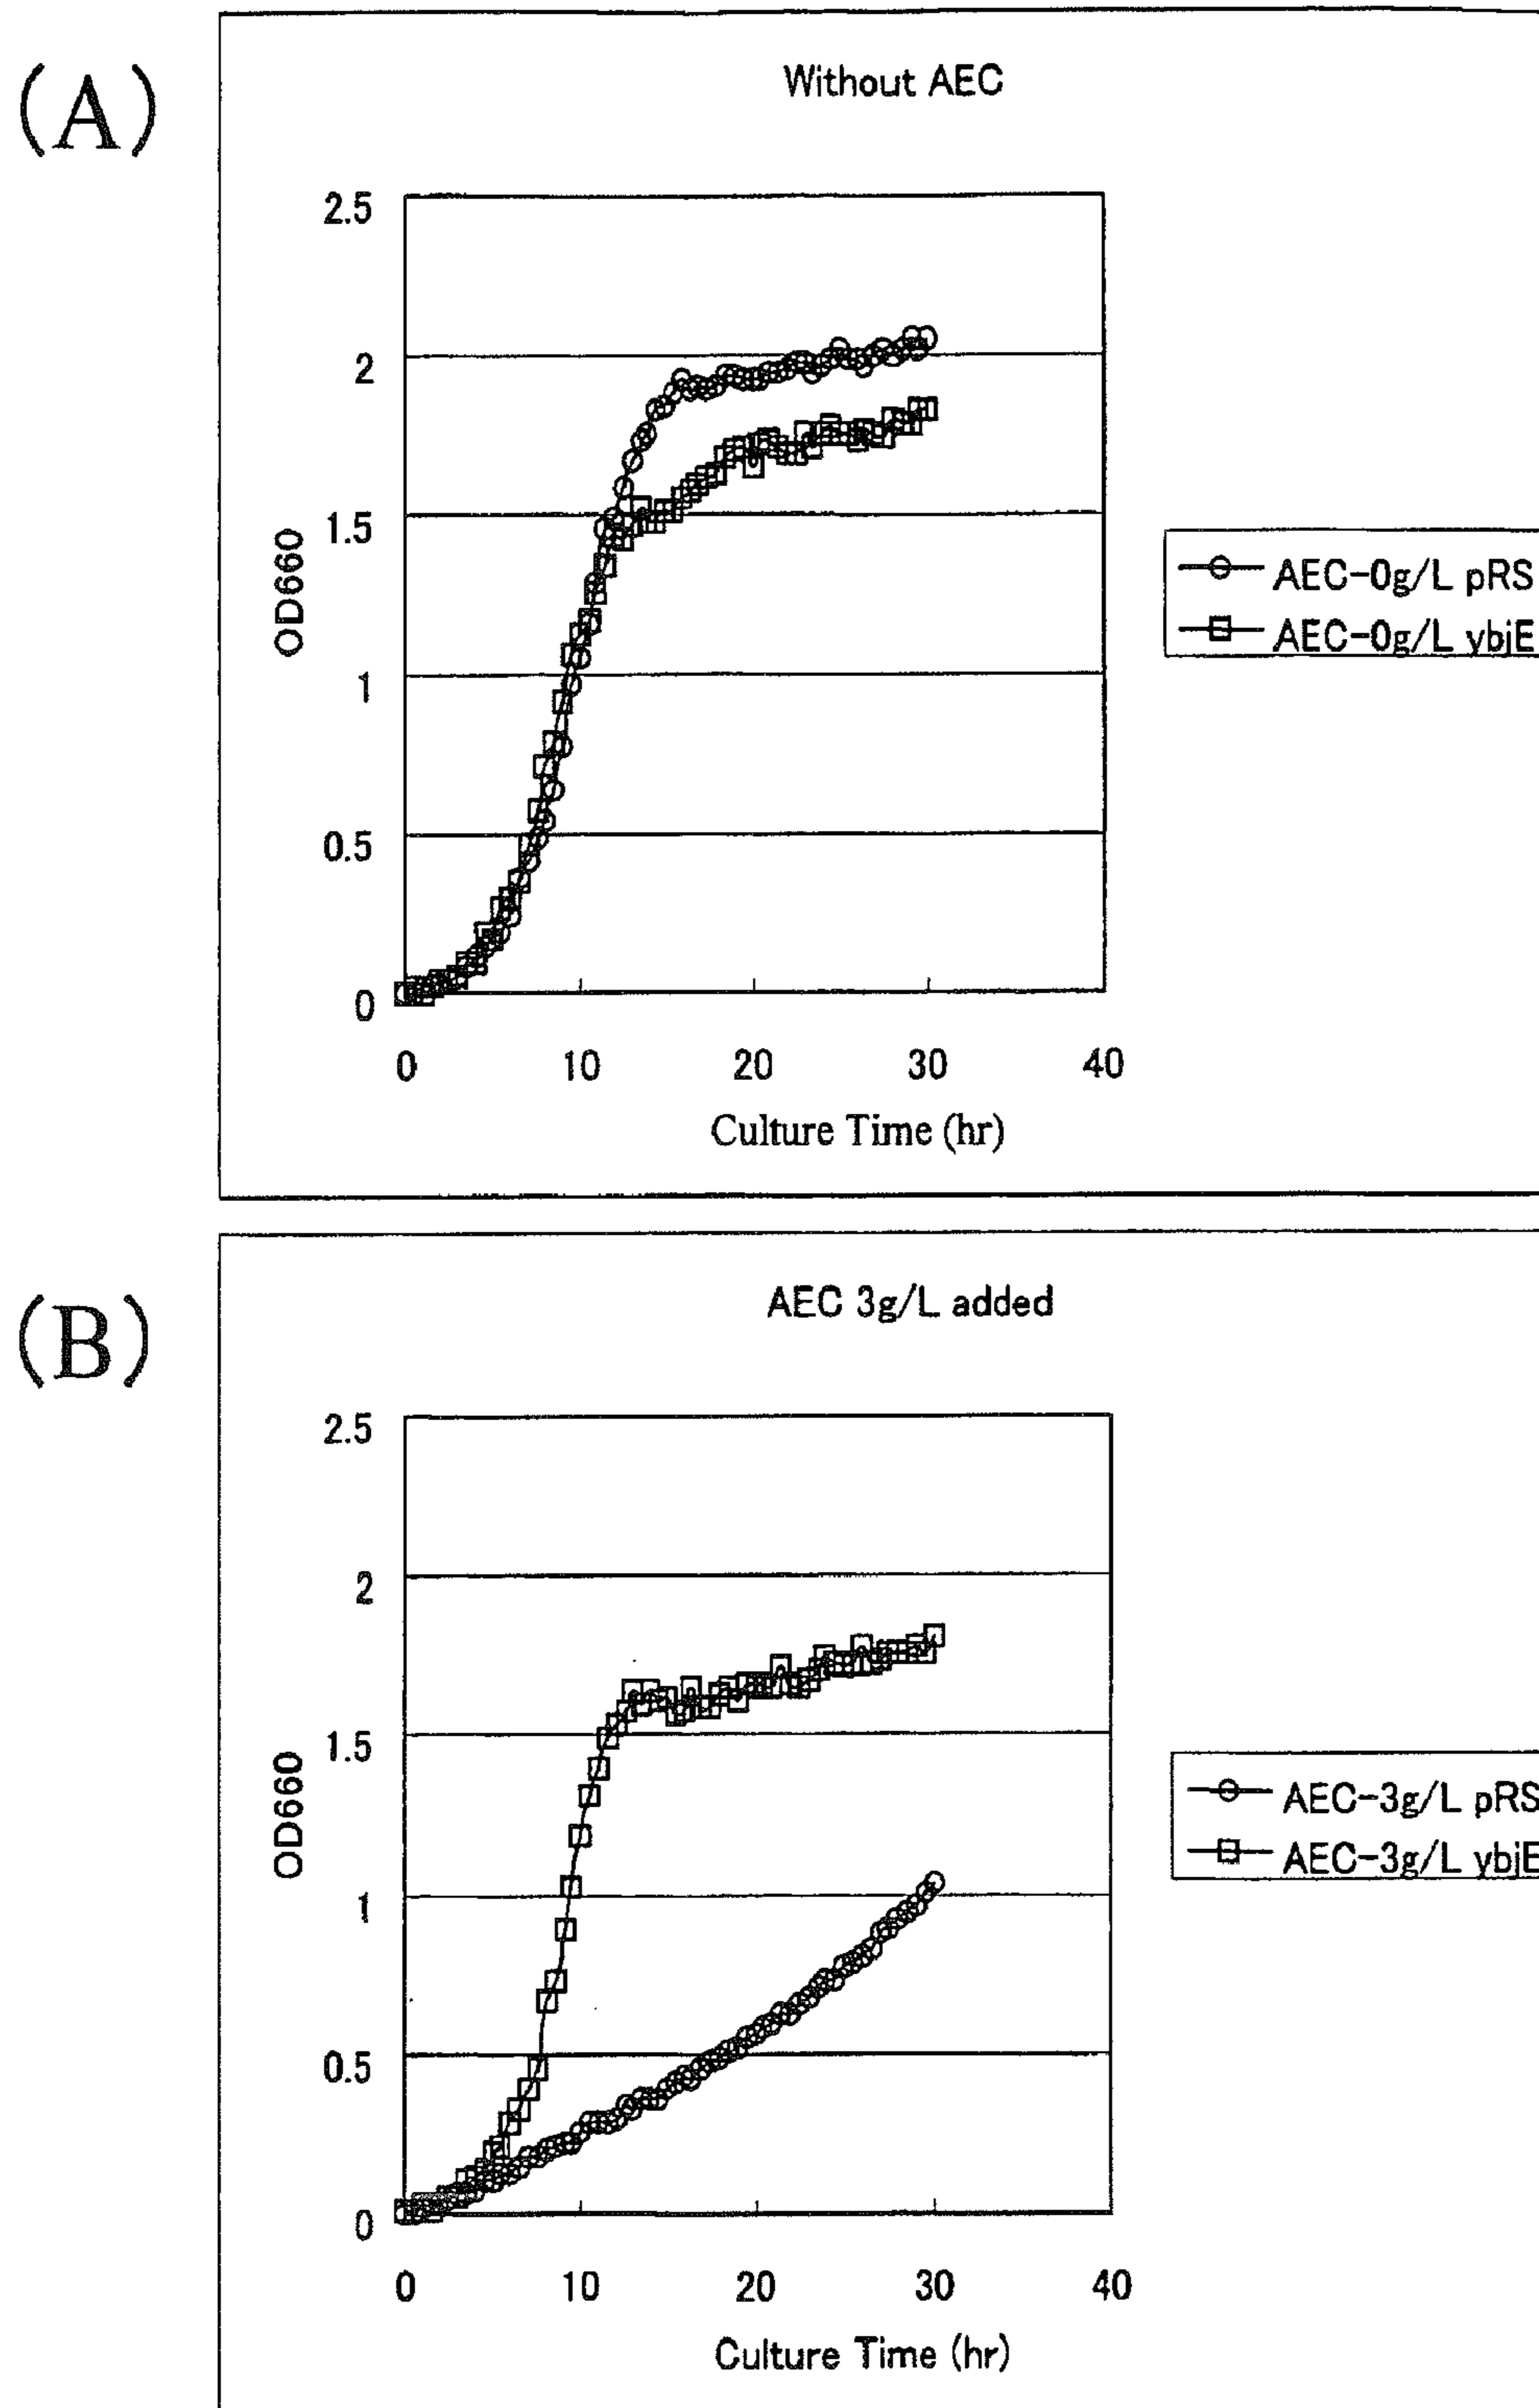 (A)
Without AEC
2.5
2
1.5
1
0.5
0
OD660
0 10 20 30 40
Culture Time (hr)
AEC-0g/L pRS
AEC-0g/L ybjE
(B)
AEC 3g/L added
2.5
2
1.5
1
0.5
0
OD660
0 10 20 30 40
Culture Time (hr)
AEC-3g/L pRS
AEC-3g/L ybjE